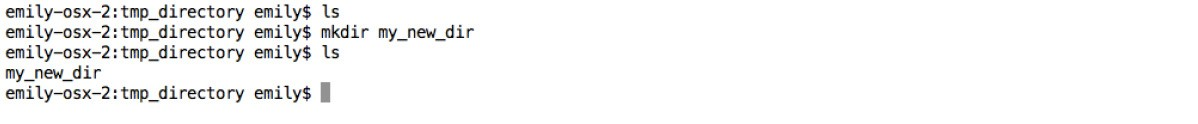 emily-osx-2:tmp_directory emily$ ls
emily-osx-2:tmp_directory emily$ mkdir my_new_dir
emily-osx-2:tmp_directory emily$ ls
my_new_dir
emily-osx-2:tmp_directory emily$